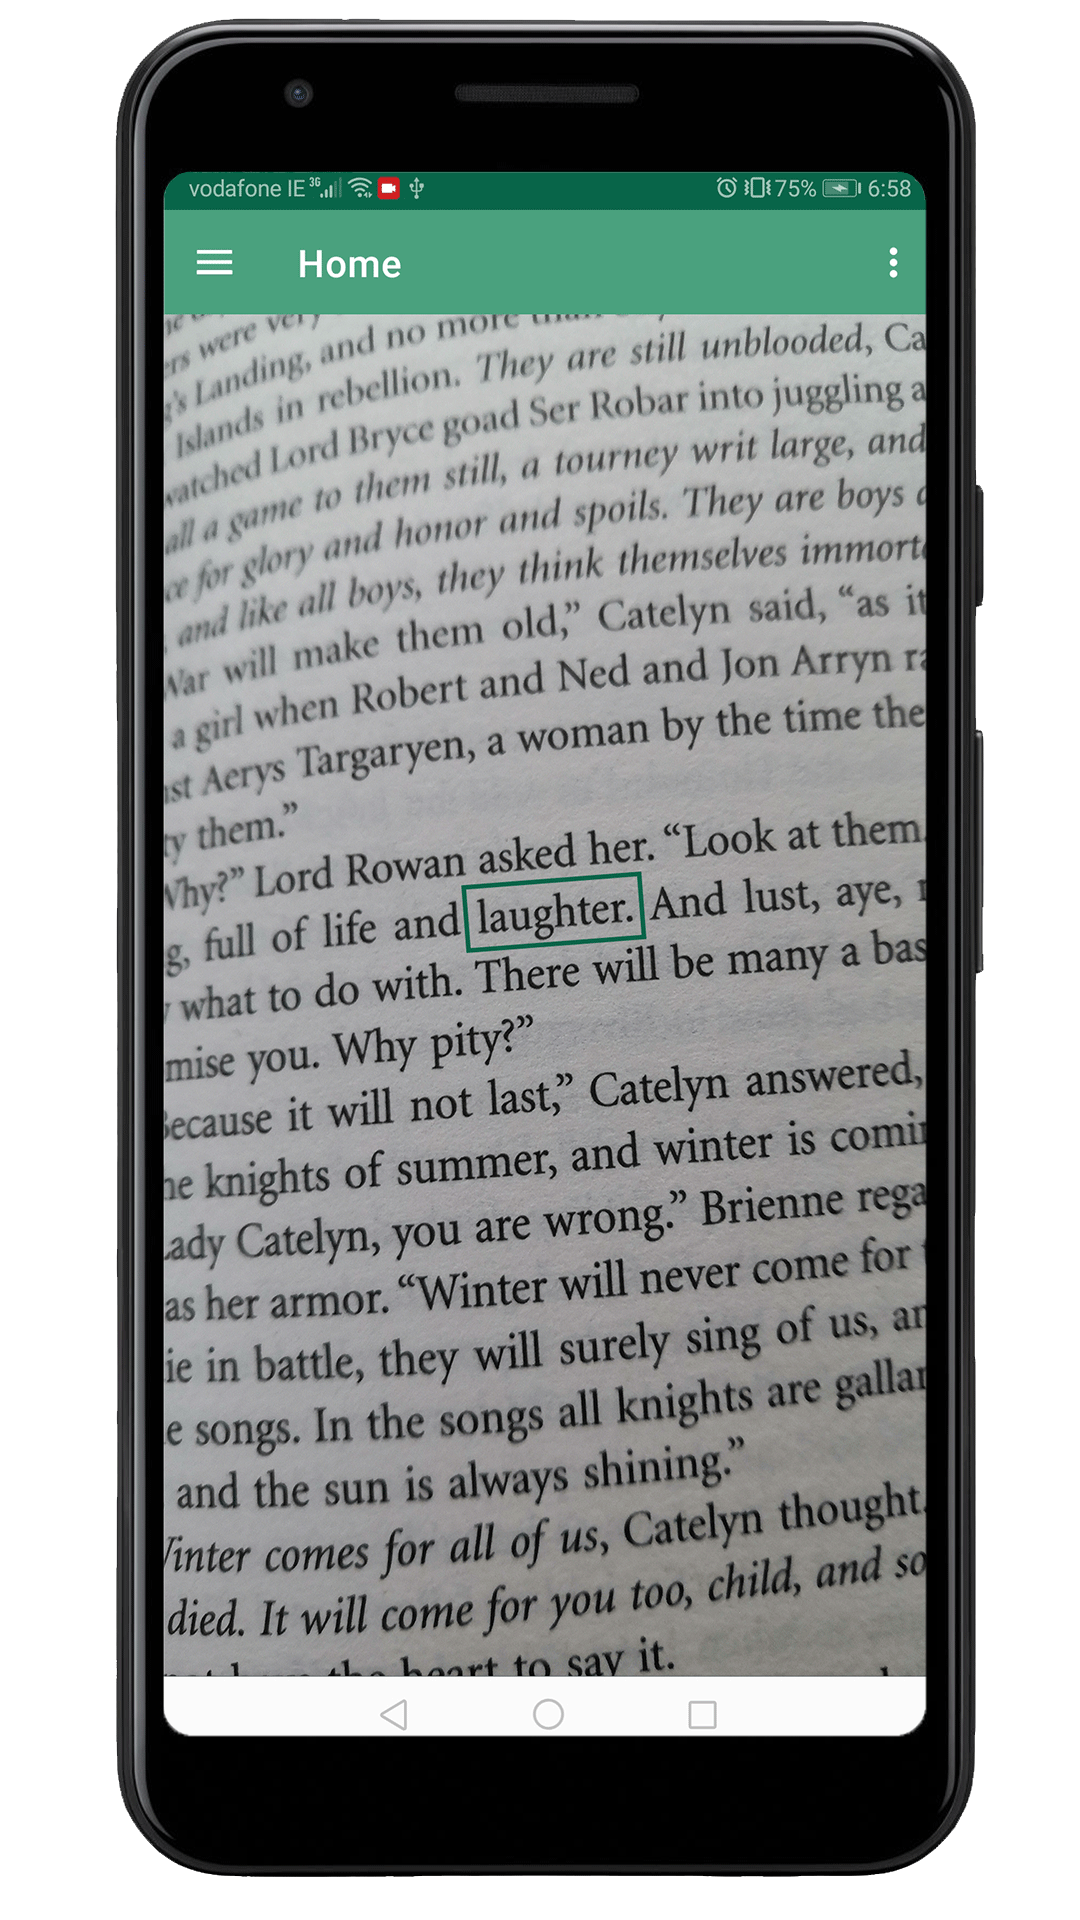 vodafone IE 3G 75% 6:58
Home
were very
Landing, and no more
Islands in rebellion. They are still unblooded, Ca
watched Lord Bryce goad Ser Robar into juggling a
all a game to them still, a tourney writ large, and
for glory and honor and spoils. They are boys
and like all boys, they think themselves immort
War will make them old,” Catelyn said, “as it
a girl when Robert and Ned and Jon Arryn ra
st Aerys Targaryen, a woman by the time the
ty them.”
Why?” Lord Rowan asked her. “Look at them.
g, full of life and laughter. And lust, aye,
what to do with. There will be many a bas
mise you. Why pity?”
Because it will not last,” Catelyn answered,
he knights of summer, and winter is comin
Lady Catelyn, you are wrong.” Brienne rega
as her armor. “Winter will never come for
ie in battle, they will surely sing of us, an
e songs. In the songs all knights are gallan
and the sun is always shining.”
Winter comes for all of us, Catelyn thought.
died. It will come for you too, child, and so
the heart to say it.